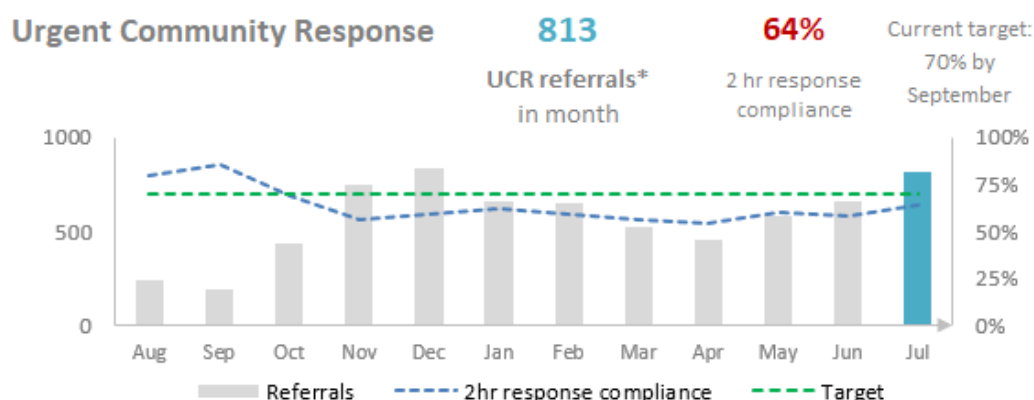 Urgent Community Response
813
UCR referrals*
in month
64%
2 hr response
compliance
Current target:
70% by
September
1000
500
0
100%
75%
50%
25%
0%
Aug Sep Oct Nov Dec Jan Feb Mar Apr May Jun Jul
Referrals 2hr response compliance Target